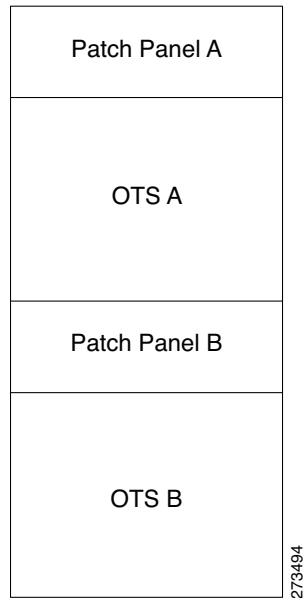 Patch Panel A
OTS A
Patch Panel B
OTS B
273494